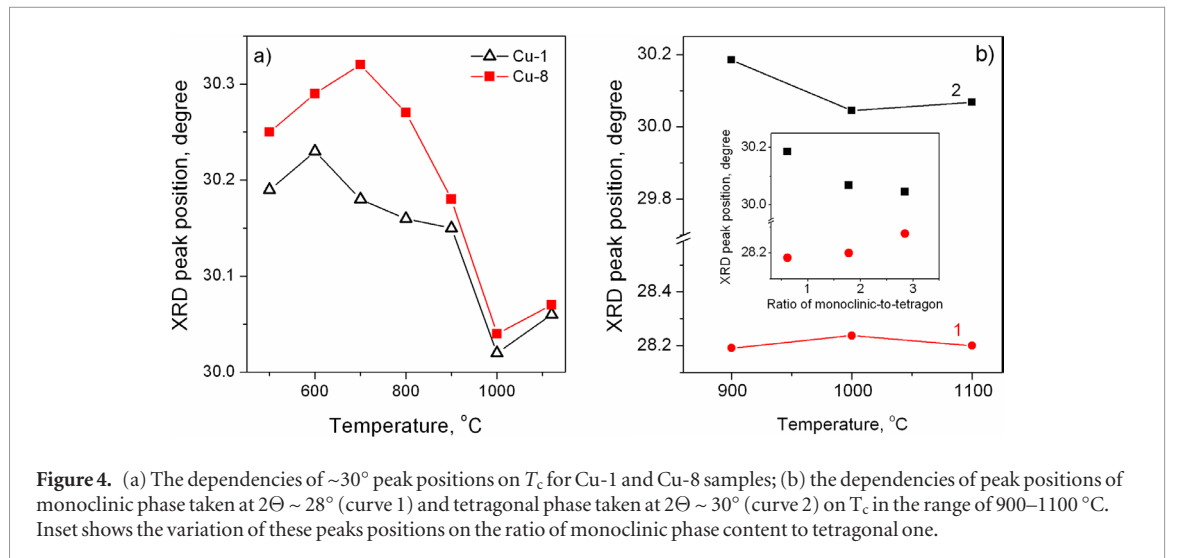 a)
Cu-1
Cu-8
30.3
30.2
30.1
30.0
XRD peak position, degree
600 800 1000
Temperature, °C
b)
30.2
30.0
29.8
28.4
28.2
XRD peak position, degree
2
1
900 1000 1100
Temperature, °C
30.2
30.0
28.2
XRD peak position, degree
1 2 3
Ratio of monoclinic-to-tetragon
Figure 4. (a) The dependencies of ~30° peak positions on Tc for Cu-1 and Cu-8 samples; (b) the dependencies of peak positions of
monoclinic phase taken at 2Θ ~ 28° (curve 1) and tetragonal phase taken at 2Θ ~ 30° (curve 2) on Tc in the range of 900–1100 °C.
Inset shows the variation of these peaks positions on the ratio of monoclinic phase content to tetragonal one.